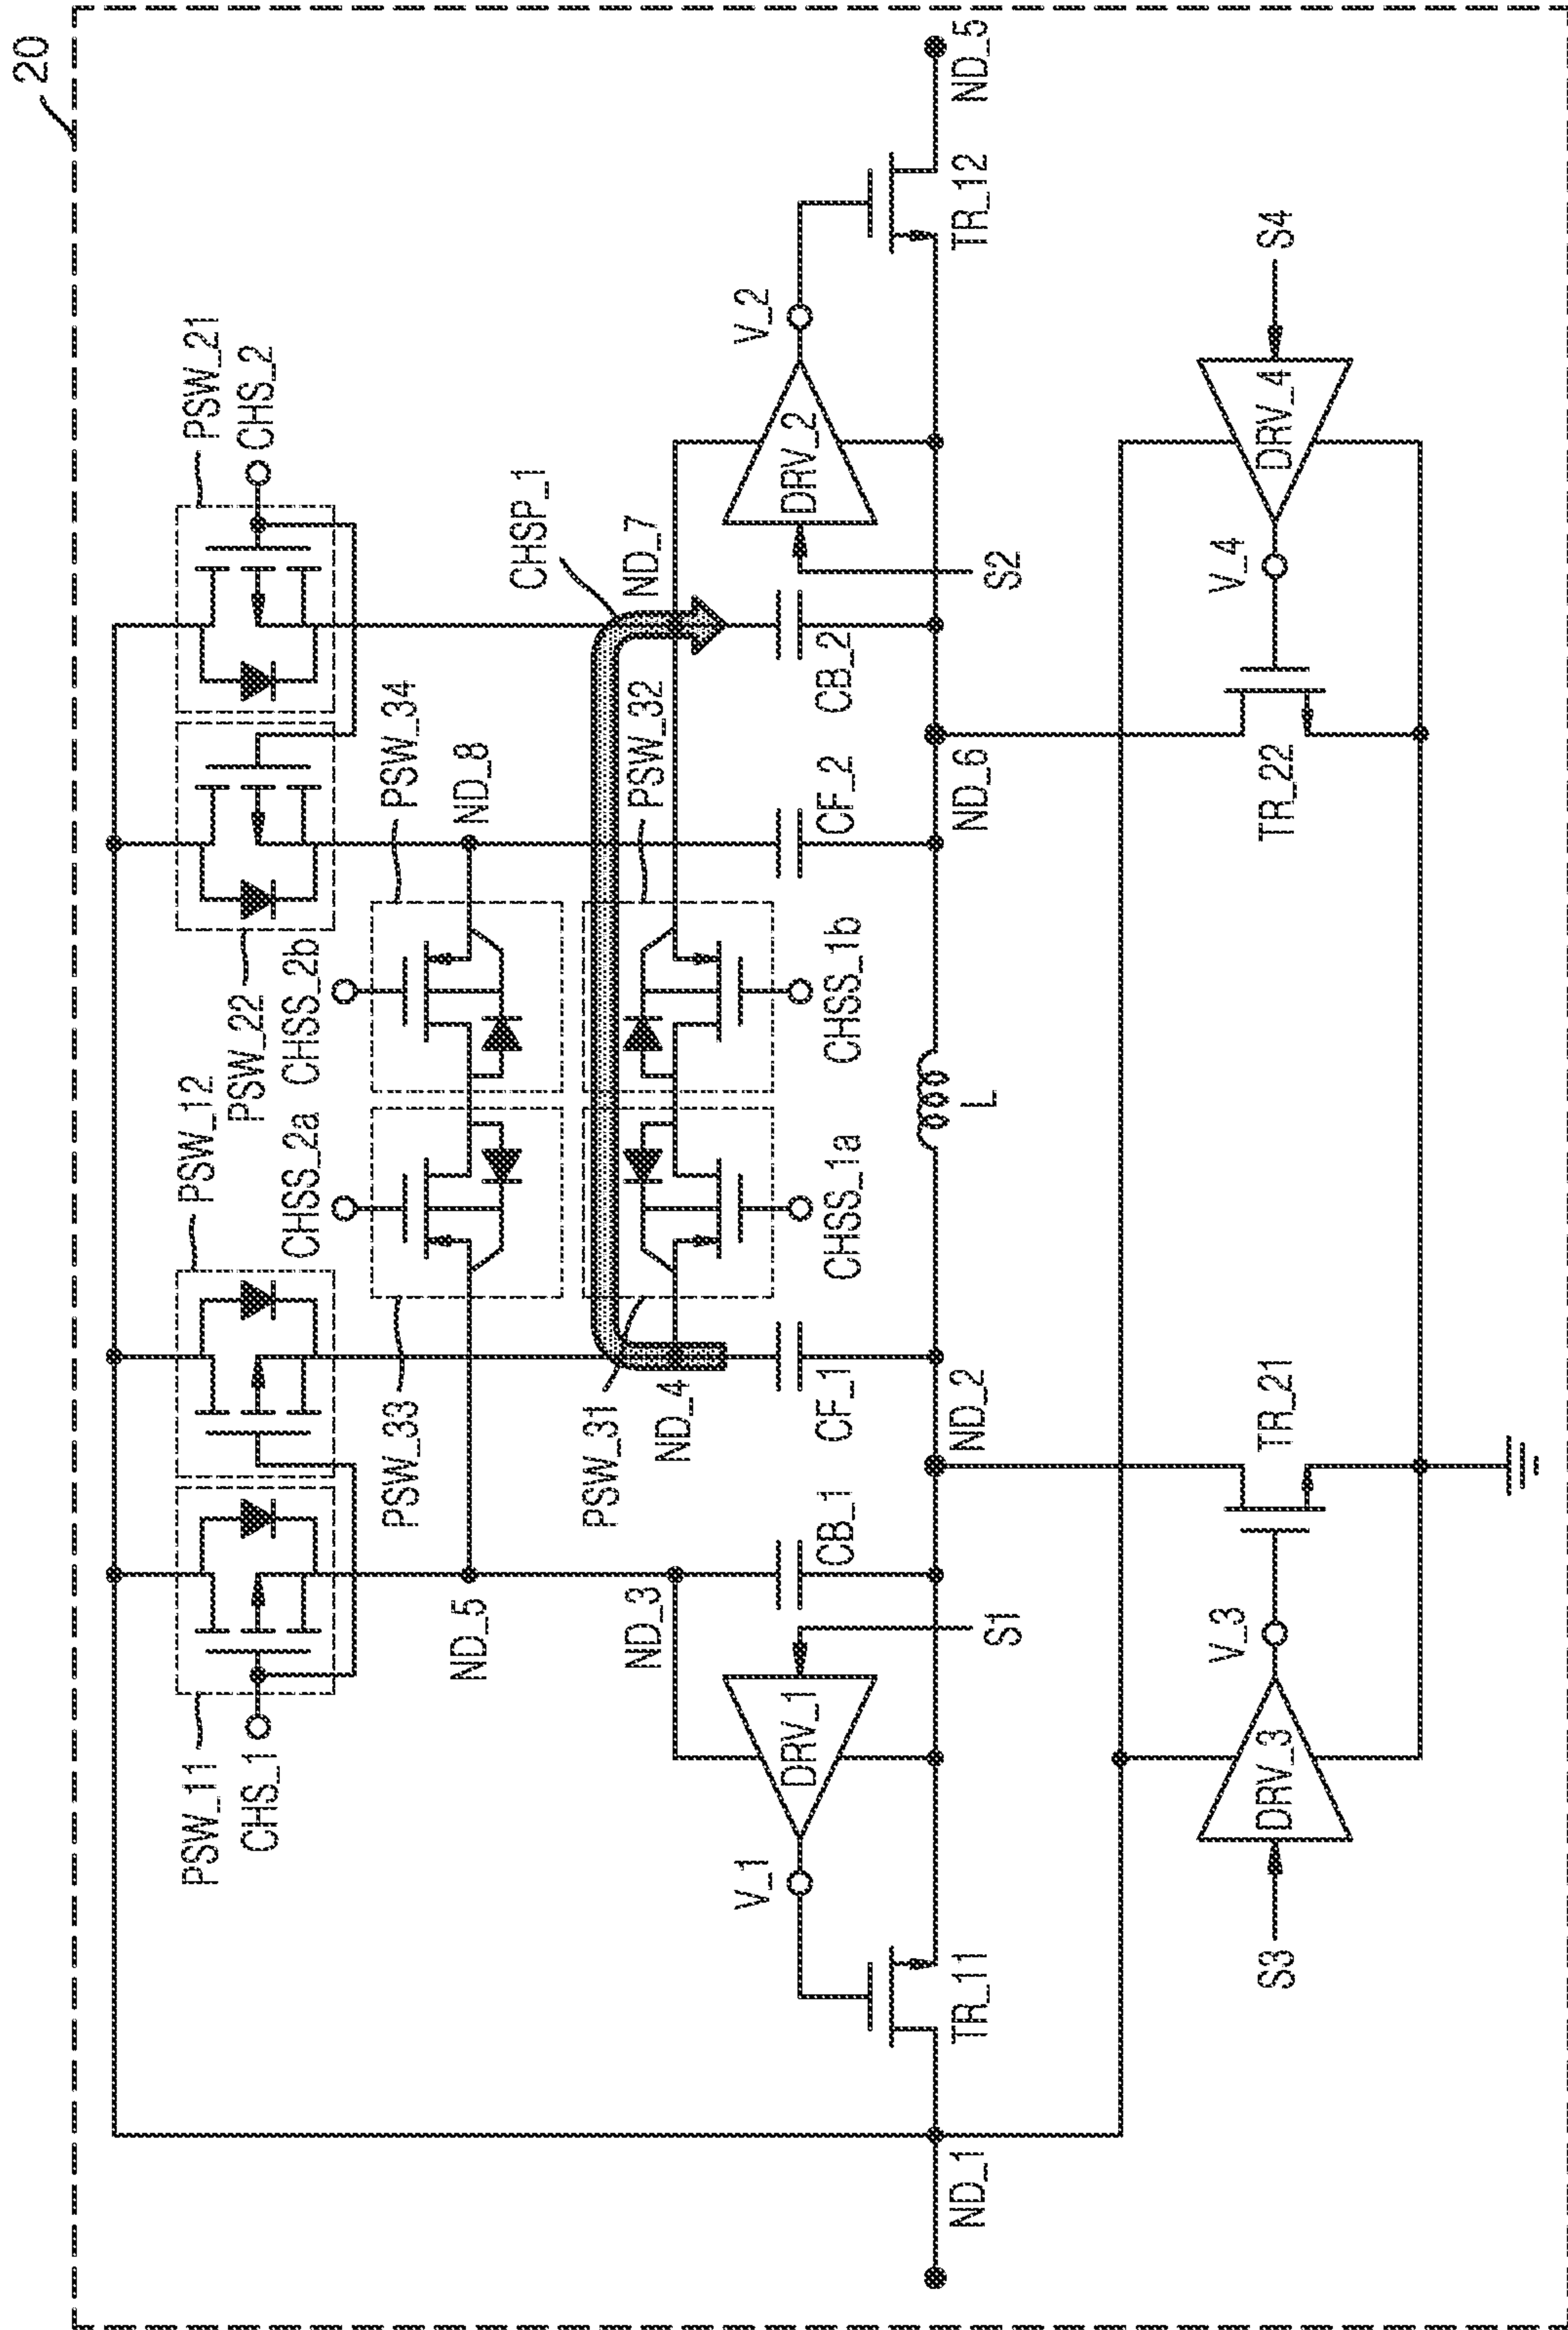 20
PSW_11
CHS_1
PSW_12
PSW_22
PSW_21
CHS_2
CHSS_2a
CHSS_2b
PSW_33
PSW_34
ND_5
ND_8
CHSP_1
ND_3
PSW_31
ND_4
PSW_32
ND_7
V_1
DRV_1
S1
CB_1
CF_1
CHSS_1a
CHSS_1b
CF_2
CB_2
DRV_2
S2
V_2
ND_1
TR_11
ND_2
L
ND_6
TR_12
ND_5
S3
DRV_3
V_3
TR_21
TR_22
V_4
DRV_4
S4